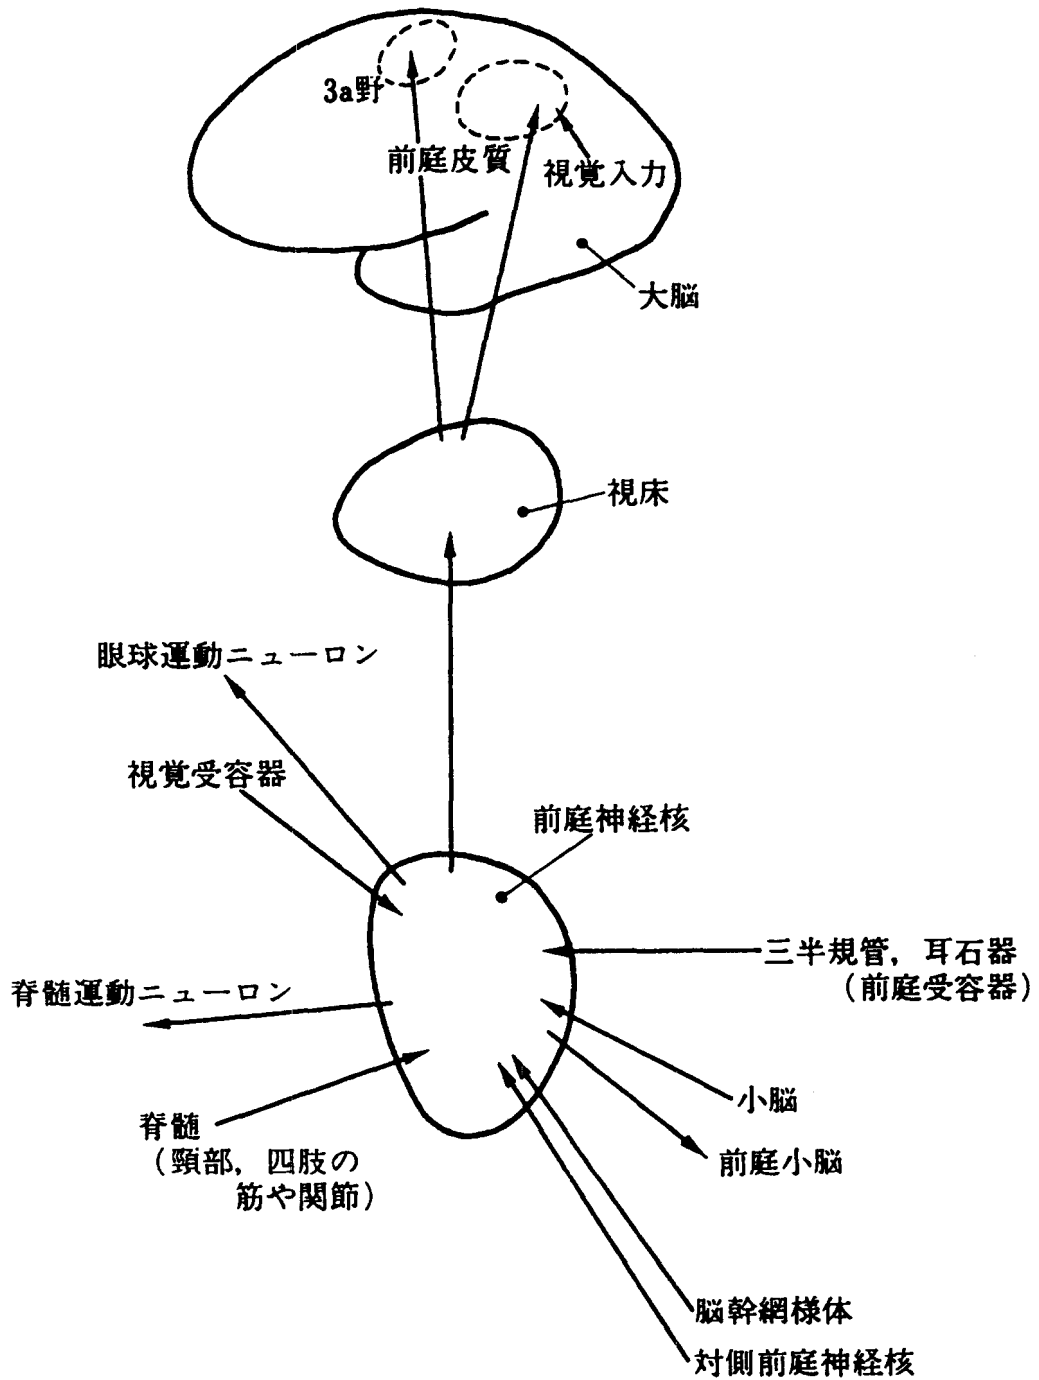 3a野
前庭皮質
視覚入力
大脳
視床
眼球運動ニューロン
視覚受容器
前庭神経核
三半規管，耳石器
（前庭受容器）
脊髄運動ニューロン
小脳
脊髄
（頸部，四肢の
筋や関節）
前庭小脳
脳幹網様体
対側前庭神経核